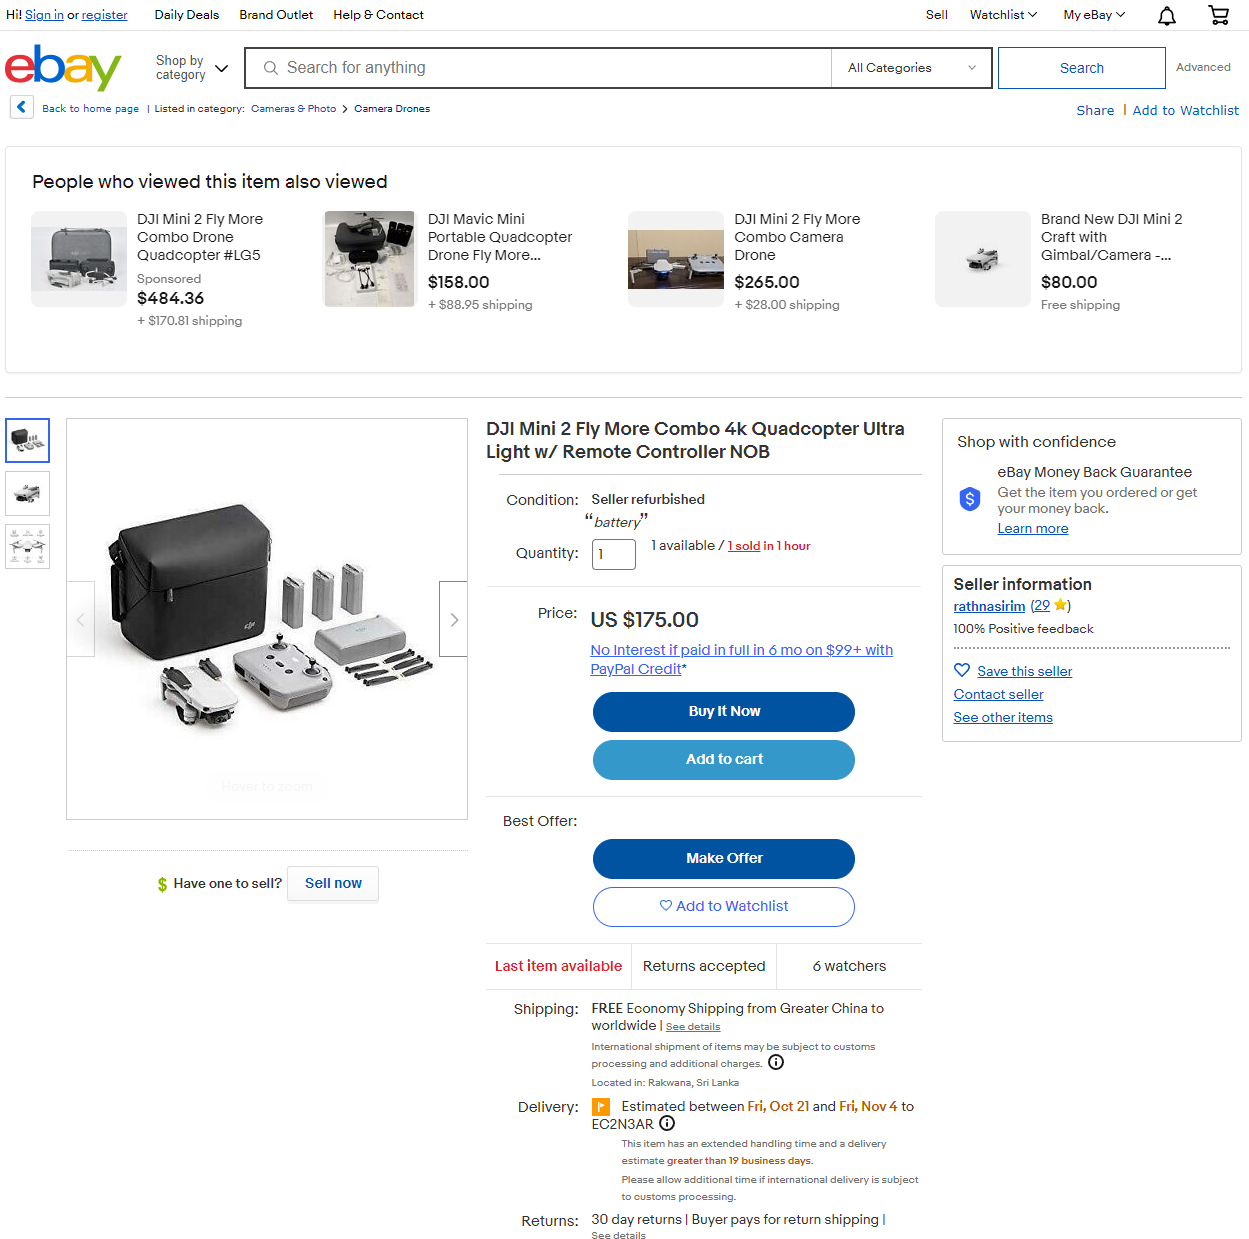 Hi! Sign in or register
Daily Deals
Brand Outlet
Help & Contact
Sell
Watchlist
My eBay
ebay
Shop by
category
Search for anything
All Categories
Search
Advanced
Back to home page | Listed in category: Cameras & Photo > Camera Drones
Share | Add to Watchlist
People who viewed this item also viewed
DJI Mini 2 Fly More
Combo Drone
Quadcopter #LG5
Sponsored
$484.36
+ $170.81 shipping
DJI Mavic Mini
Portable Quadcopter
Drone Fly More...
$158.00
+ $88.95 shipping
DJI Mini 2 Fly More
Combo Camera
Drone
$265.00
+ $28.00 shipping
Brand New DJI Mini 2
Craft with
Gimbal/Camera -...
$80.00
Free shipping
DJI Mini 2 Fly More Combo 4k Quadcopter Ultra
Light w/ Remote Controller NOB
Condition: Seller refurbished
“battery”
Quantity: 1 1 available / 1 sold in 1 hour
Price: US $175.00
No Interest if paid in full in 6 mo on $99+ with
PayPal Credit*
Buy It Now
Add to cart
Best Offer:
Make Offer
Add to Watchlist
Last item available
Returns accepted
6 watchers
Shipping: FREE Economy Shipping from Greater China to
worldwide | See details
International shipment of items may be subject to customs
processing and additional charges.
Located in: Rakwana, Sri Lanka
Delivery: Estimated between Fri, Oct 21 and Fri, Nov 4 to
EC2N3AR
This item has an extended handling time and a delivery
estimate greater than 19 business days.
Please allow additional time if international delivery is subject
to customs processing.
Returns: 30 day returns | Buyer pays for return shipping |
See details
Hover to zoom
$ Have one to sell? Sell now
Shop with confidence
eBay Money Back Guarantee
Get the item you ordered or get
your money back.
Learn more
Seller information
rathnasirim (29)
100% Positive feedback
Save this seller
Contact seller
See other items